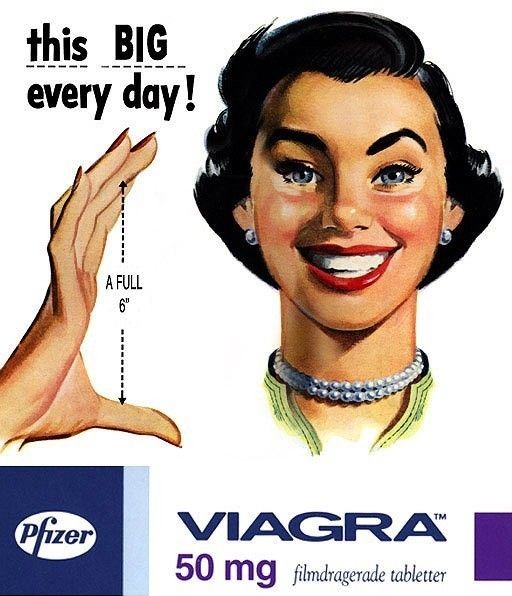 this BIG
every day!
A FULL
6"
Pfizer
VIAGRA™
50 mg filmdragerade tabletter